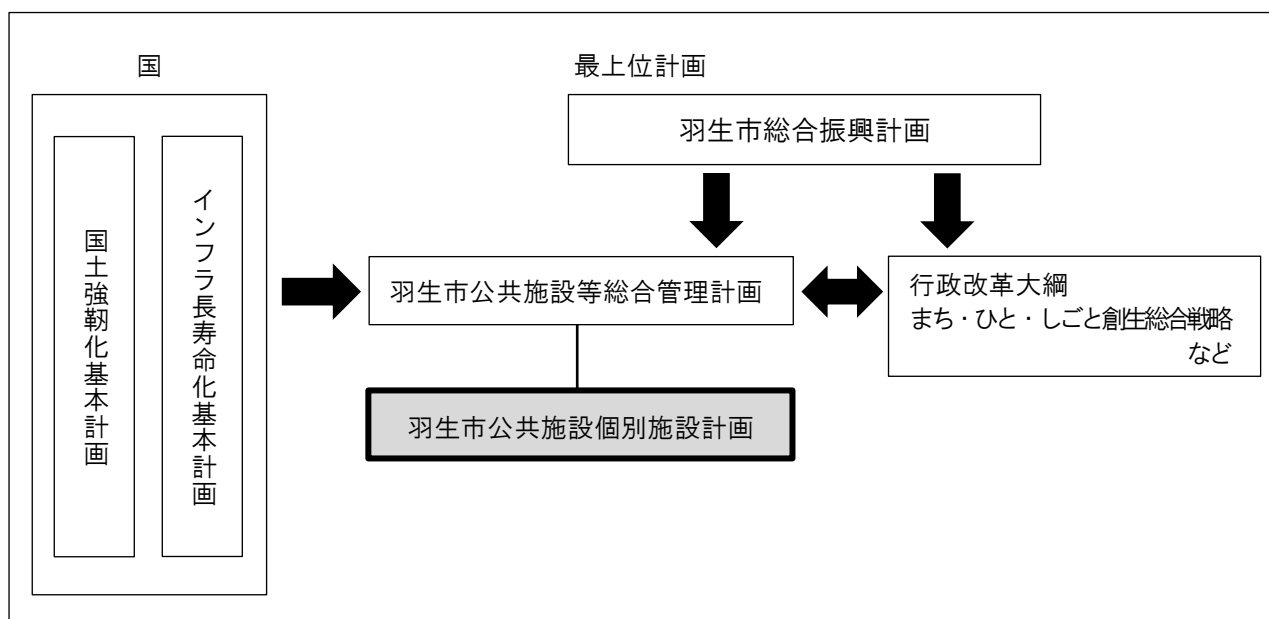 国
国土強靭化基本計画
インフラ長寿命化基本計画
最上位計画
羽生市総合振興計画
羽生市公共施設等総合管理計画
行政改革大綱
まち・ひと・しごと創生総合戦略
など
羽生市公共施設個別施設計画